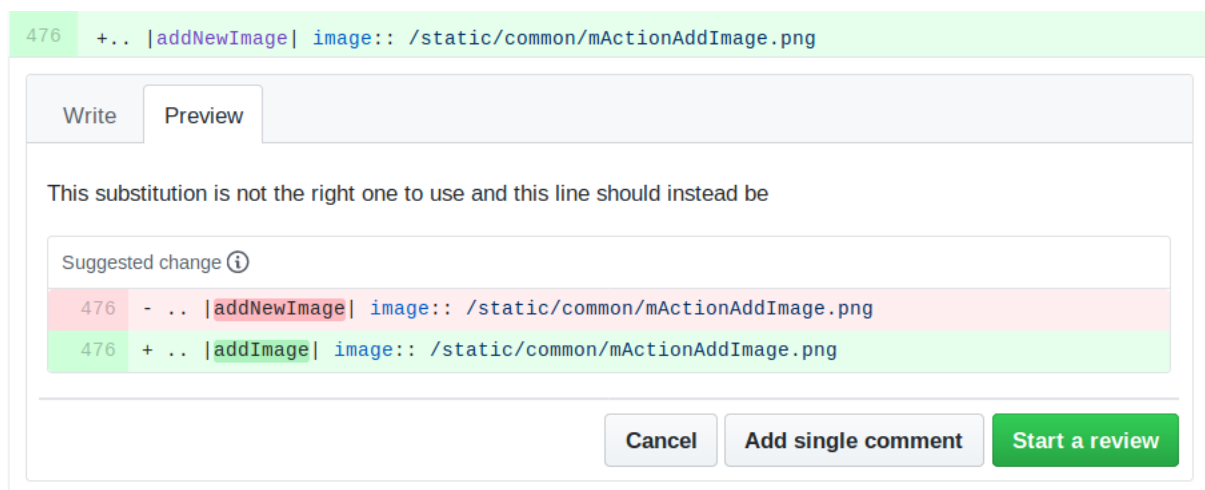 476 +.. |addNewImage| image:: /static/common/mActionAddImage.png
Write Preview
This substitution is not the right one to use and this line should instead be
Suggested change
476 - .. |addNewImage| image:: /static/common/mActionAddImage.png
476 + .. |addImage| image:: /static/common/mActionAddImage.png
Cancel Add single comment Start a review